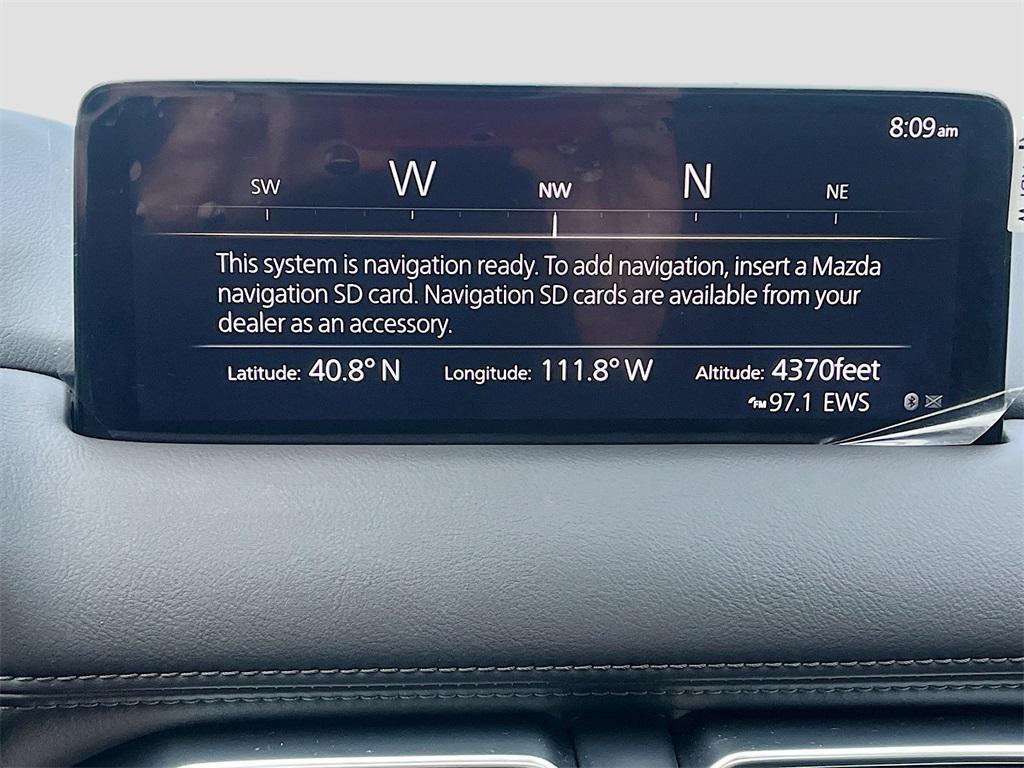 8:09am
SW W NW N NE
This system is navigation ready. To add navigation, insert a Mazda
navigation SD card. Navigation SD cards are available from your
dealer as an accessory.
Latitude: 40.8° N Longitude: 111.8° W Altitude: 4370feet
FM 97.1 EWS